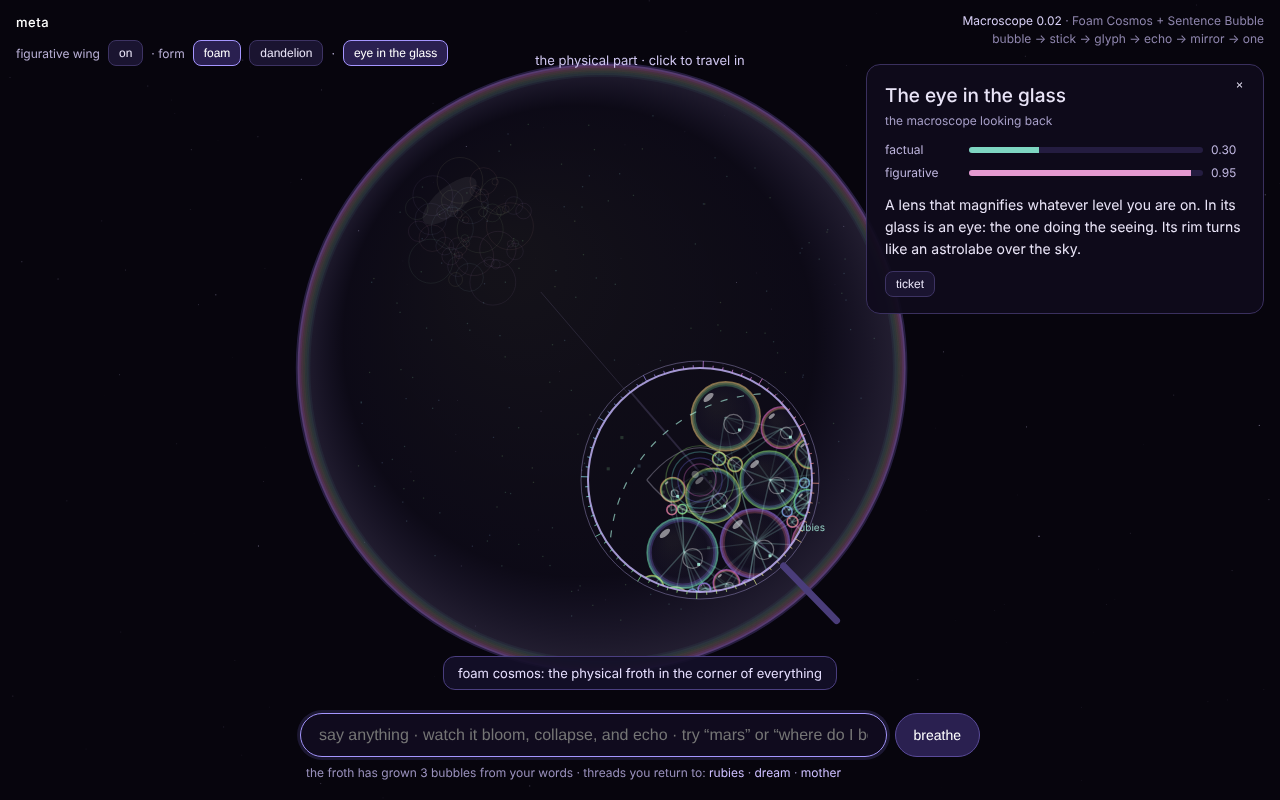 meta
Macroscope 0.02 · Foam Cosmos + Sentence Bubble
bubble → stick → glyph → echo → mirror → one
figurative wing on · form foam dandelion · eye in the glass
the physical part · click to travel in
The eye in the glass
×
the macroscope looking back
factual 0.30
figurative 0.95
A lens that magnifies whatever level you are on. In its
glass is an eye: the one doing the seeing. Its rim turns
like an astrolabe over the sky.
ticket
foam cosmos: the physical froth in the corner of everything
say anything · watch it bloom, collapse, and echo · try “mars” or “where do I
breathe
the froth has grown 3 bubbles from your words · threads you return to: rubies · dream · mother